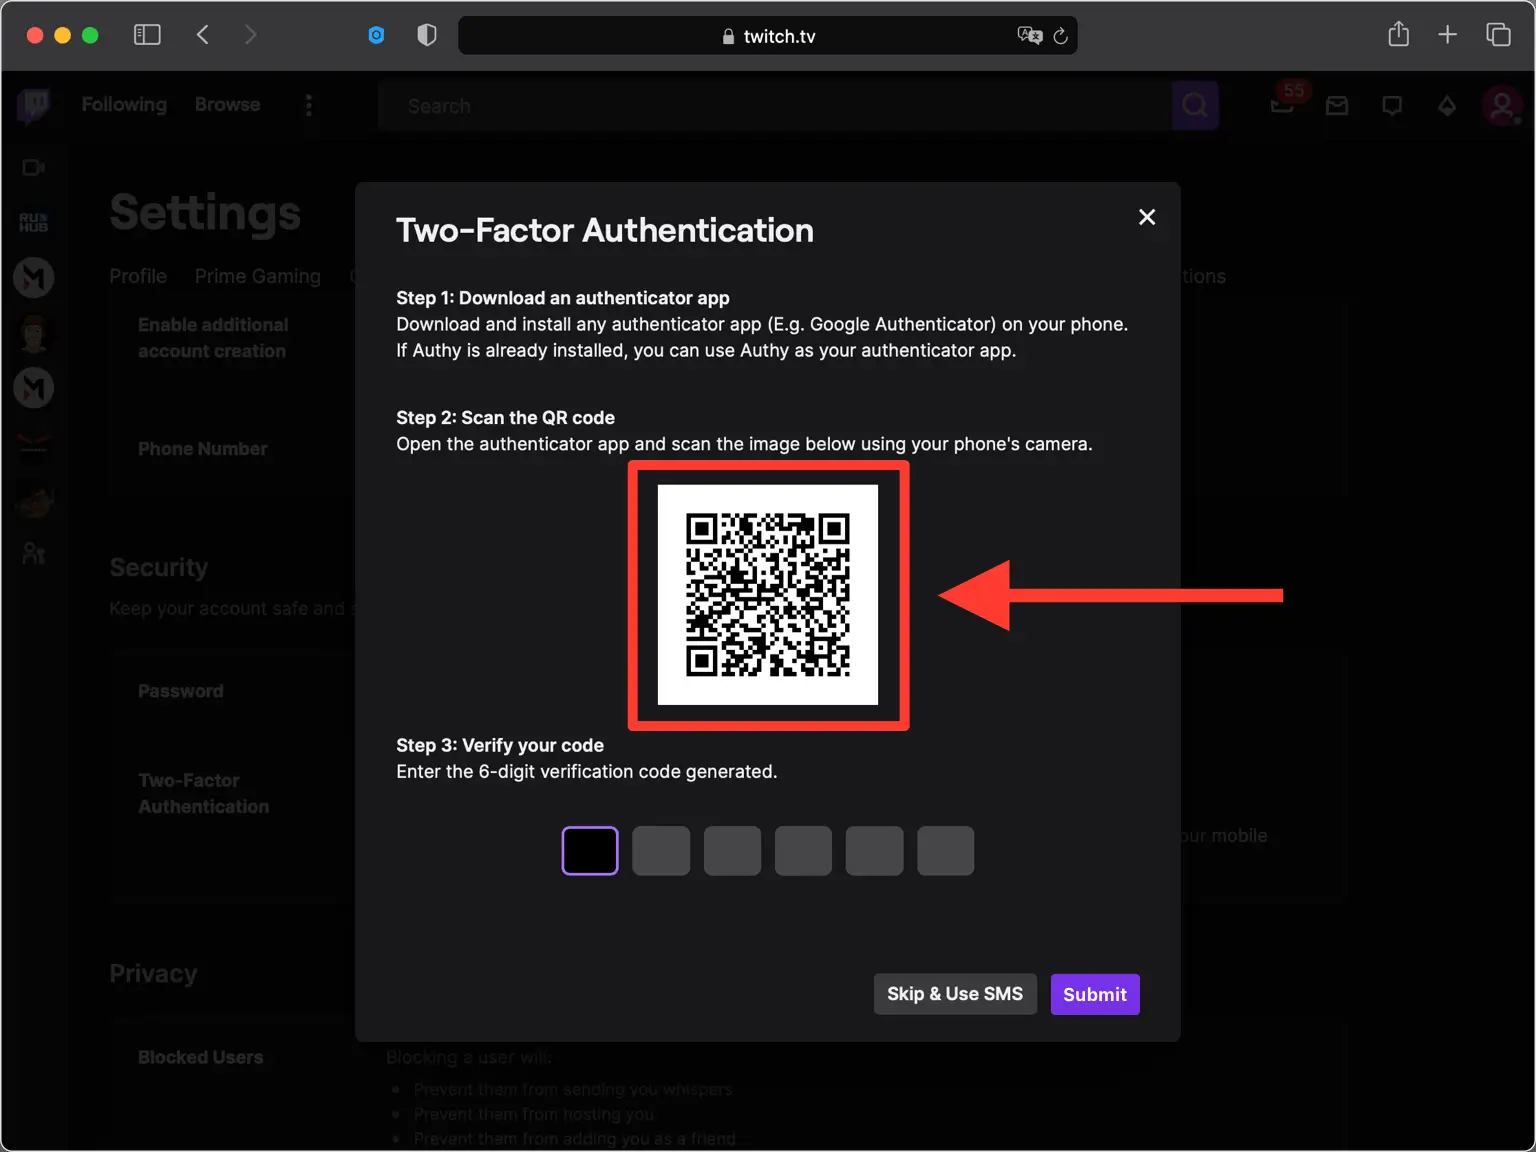 twitch.tv
Following
Browse
Search
55
RU
HUB
Settings
Profile
Prime Gaming
tions
Enable additional
account creation
Phone Number
Security
Keep your account safe and
Password
Two-Factor
Authentication
our mobile
Privacy
Blocked Users
Blocking a user will:
Prevent them from sending you whispers
Prevent them from hosting you
Prevent them from adding you as a friend
Two-Factor Authentication
Step 1: Download an authenticator app
Download and install any authenticator app (E.g. Google Authenticator) on your phone.
If Authy is already installed, you can use Authy as your authenticator app.
Step 2: Scan the QR code
Open the authenticator app and scan the image below using your phone's camera.
Step 3: Verify your code
Enter the 6-digit verification code generated.
Skip & Use SMS
Submit